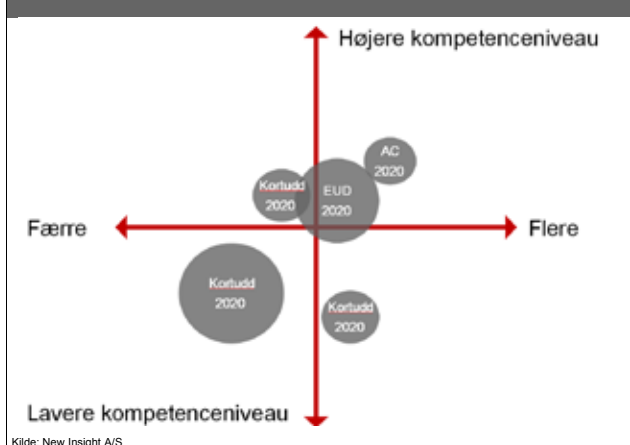 Højere kompetenceniveau
AC
2020
Kortudd
2020
EUD
2020
Færre
Flere
Kortudd
2020
Kortudd
2020
Lavere kompetenceniveau
Kilde: New Insight A/S